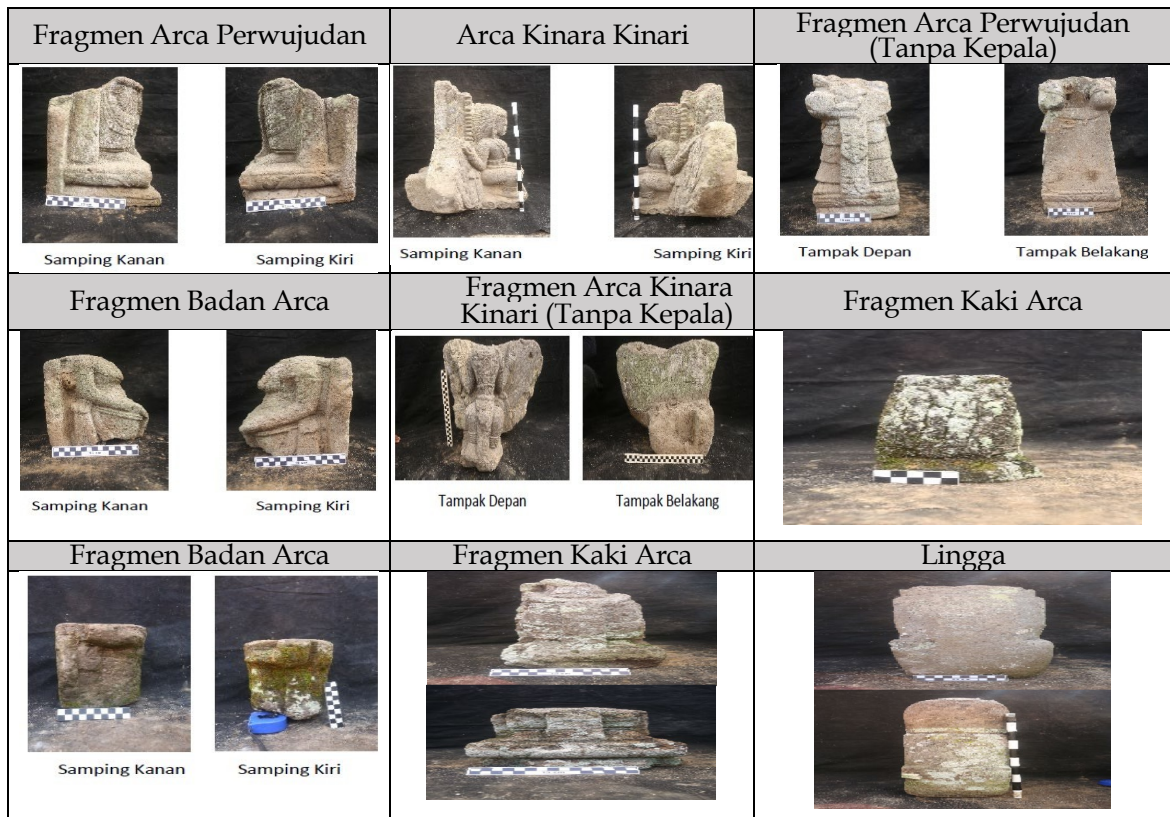 Fragmen Arca Perwujudan
Arca Kinara Kinari
Fragmen Arca Perwujudan
(Tanpa Kepala)
Samping Kanan
Samping Kiri
Samping Kanan
Samping Kiri
Tampak Depan
Tampak Belakang
Fragmen Badan Arca
Fragmen Arca Kinara
Kinari (Tanpa Kepala)
Fragmen Kaki Arca
Samping Kanan
Samping Kiri
Tampak Depan
Tampak Belakang
Fragmen Badan Arca
Fragmen Kaki Arca
Lingga
Samping Kanan
Samping Kiri